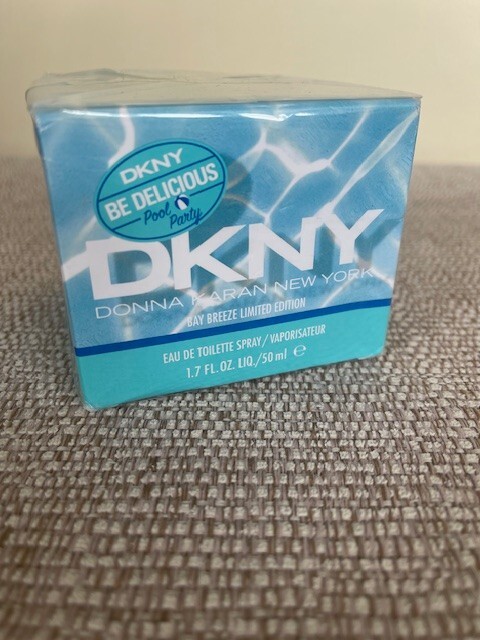 DKNY
BE DELICIOUS
Pool
Party
DKNY
DONNA KARAN NEW YORK
BAY BREEZE LIMITED EDITION
EAU DE TOILETTE SPRAY/VAPORISATEUR
1.7 FL.OZ. LIQ./50 ml ℮